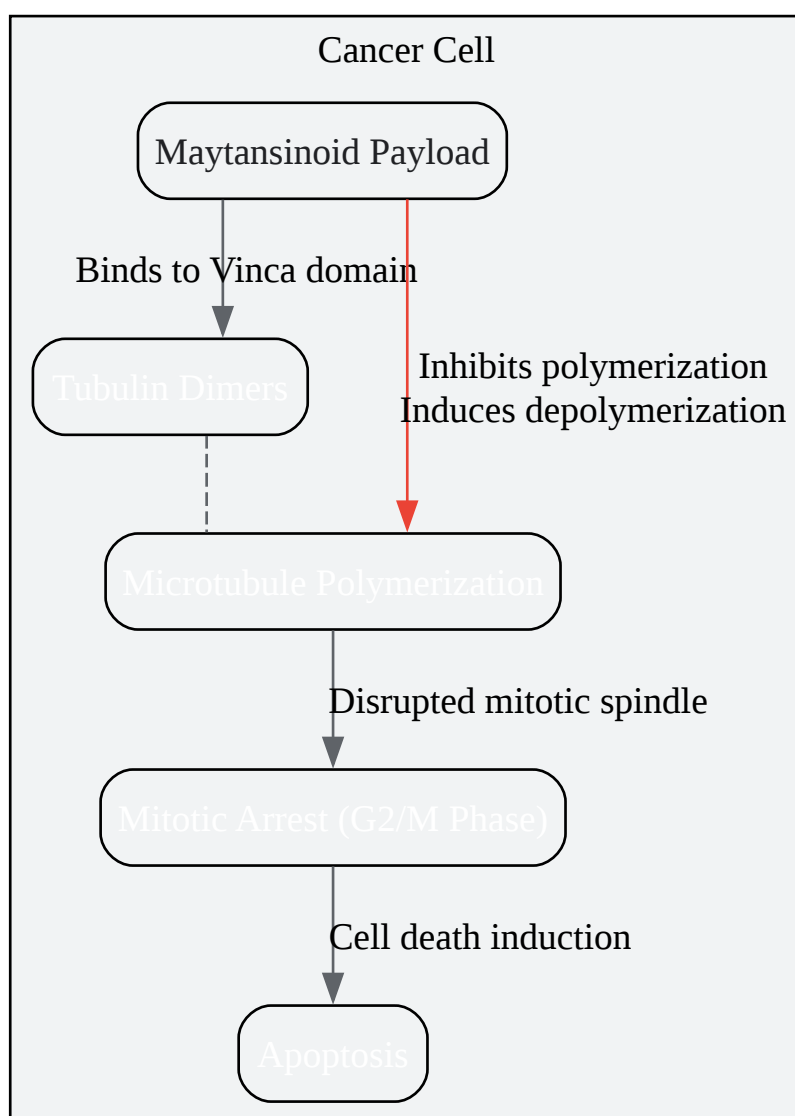 Cancer Cell
Maytansinoid Payload
Binds to Vinca domain
Tubulin Dimers
Inhibits polymerization
Induces depolymerization
Microtubule Polymerization
Disrupted mitotic spindle
Mitotic Arrest (G2/M Phase)
Cell death induction
Apoptosis